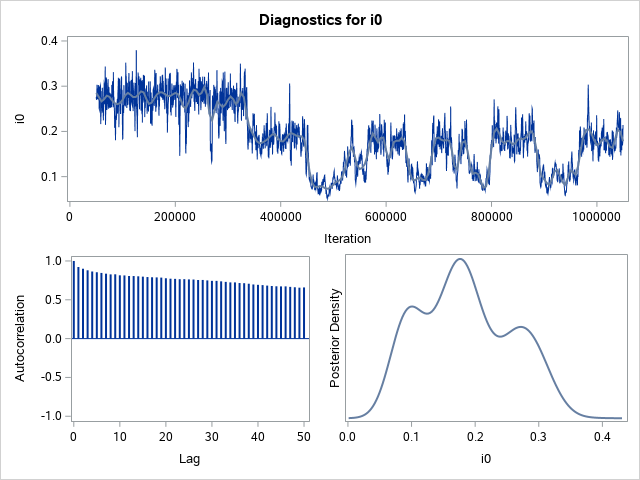 Diagnostics for i0
0.4
0.3
0.2
0.1
i0
0 200000 400000 600000 800000 1000000
Iteration
1.0
0.5
0.0
-0.5
-1.0
Autocorrelation
0 10 20 30 40 50
Lag
Posterior Density
0.0 0.1 0.2 0.3 0.4
i0